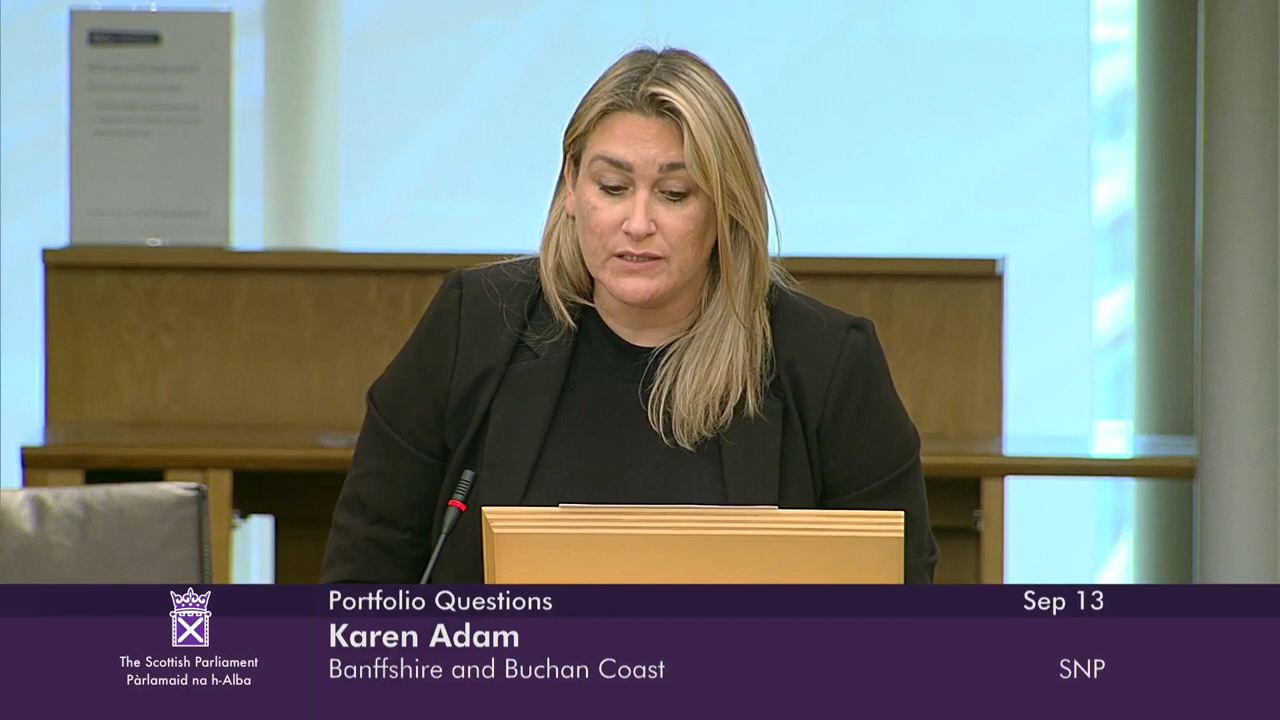 Portfolio Questions
Sep 13
Karen Adam
Banffshire and Buchan Coast
SNP
The Scottish Parliament
Pàrlamaid na h-Alba